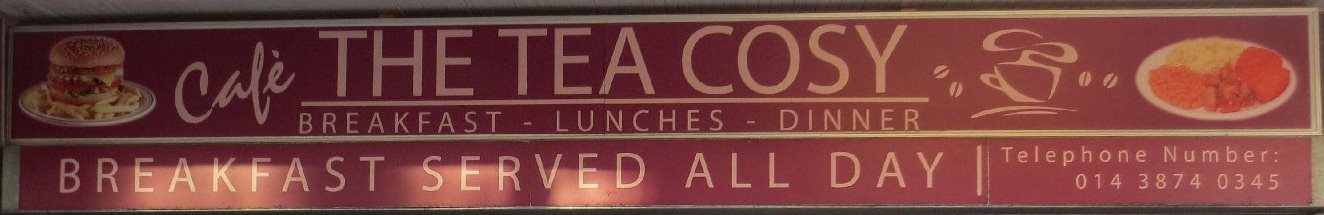 Cafè THE TEA COSY
BREAKFAST - LUNCHES - DINNER
BREAKFAST SERVED ALL DAY
Telephone Number:
014 3874 0345